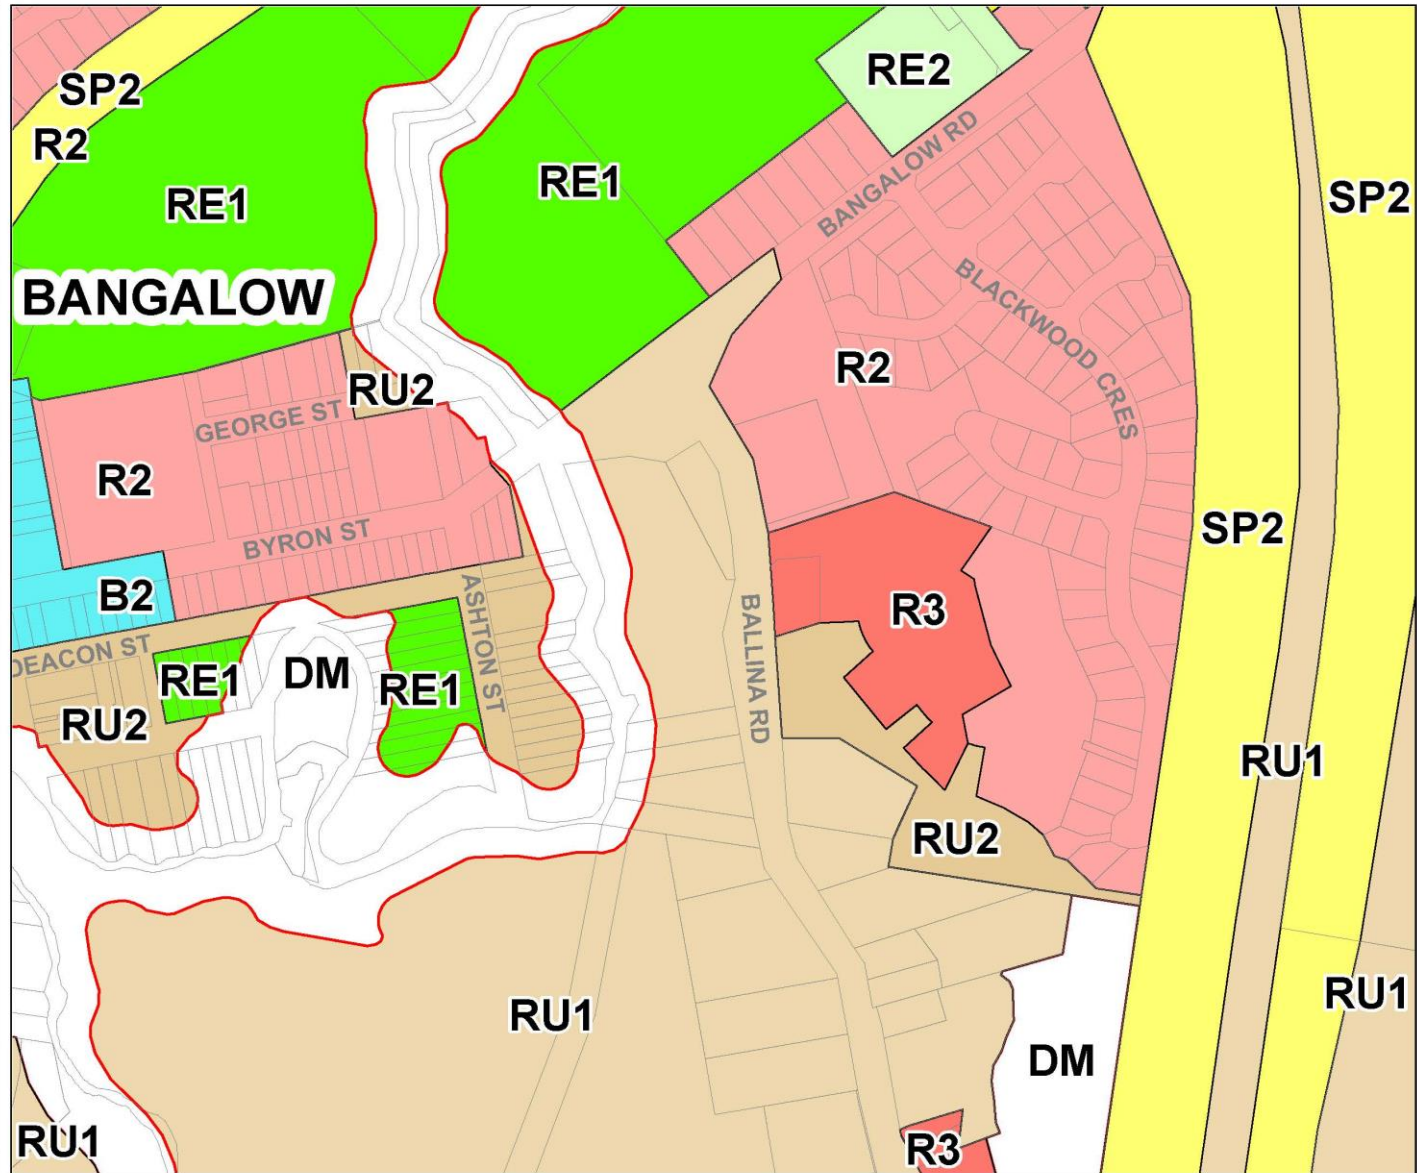 SP2
RE2
R2
RE1
RE1
SP2
BANGALOW RD
BANGALOW
BLACKWOOD CRES
R2
RU2
GEORGE ST
R2
SP2
BYRON ST
B2
R3
ASHTON ST
BALLINA RD
DEACON ST
DM
RE1
RE1
RU2
RU1
RU2
RU1
RU1
DM
RU1
R3